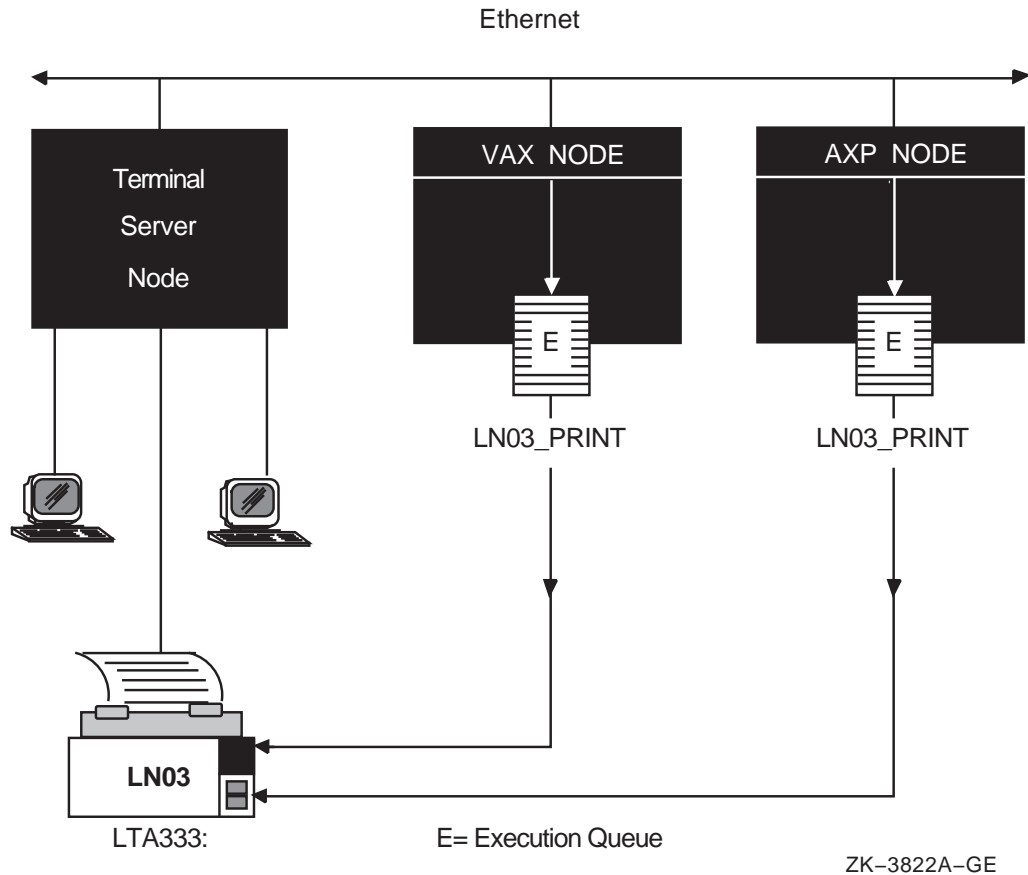 Ethernet
Terminal
Server
Node
VAX NODE
AXP NODE
E
E
LN03_PRINT
LN03_PRINT
LN03
LTA333:
E= Execution Queue
ZK–3822A–GE